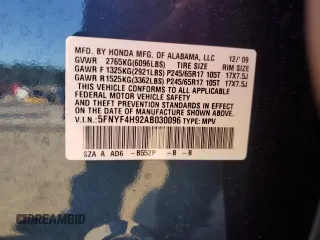 MFD. BY HONDA MFG. OF ALABAMA, LLC 12/'09
GVWR 2765KG(6096LBS) TIRE SIZE RIM SIZE
GAWR F1325KG(2921LBS) P245/65R17 105T 17X7.5J
GAWR R1525KG(3362LBS) P245/65R17 105T 17X7.5J
THIS VEHICLE CONFORMS TO ALL APPLICABLE
FEDERAL MOTOR VEHICLE SAFETY AND
THEFT PREVENTION STANDARDS IN EFFECT
ON THE DATE OF MANUFACTURE SHOWN ABOVE.
V.I.N.: 5FNYF4H92AB030096 TYPE: MPV
SZA A AD6 -B552P -B -B
DREAMBID